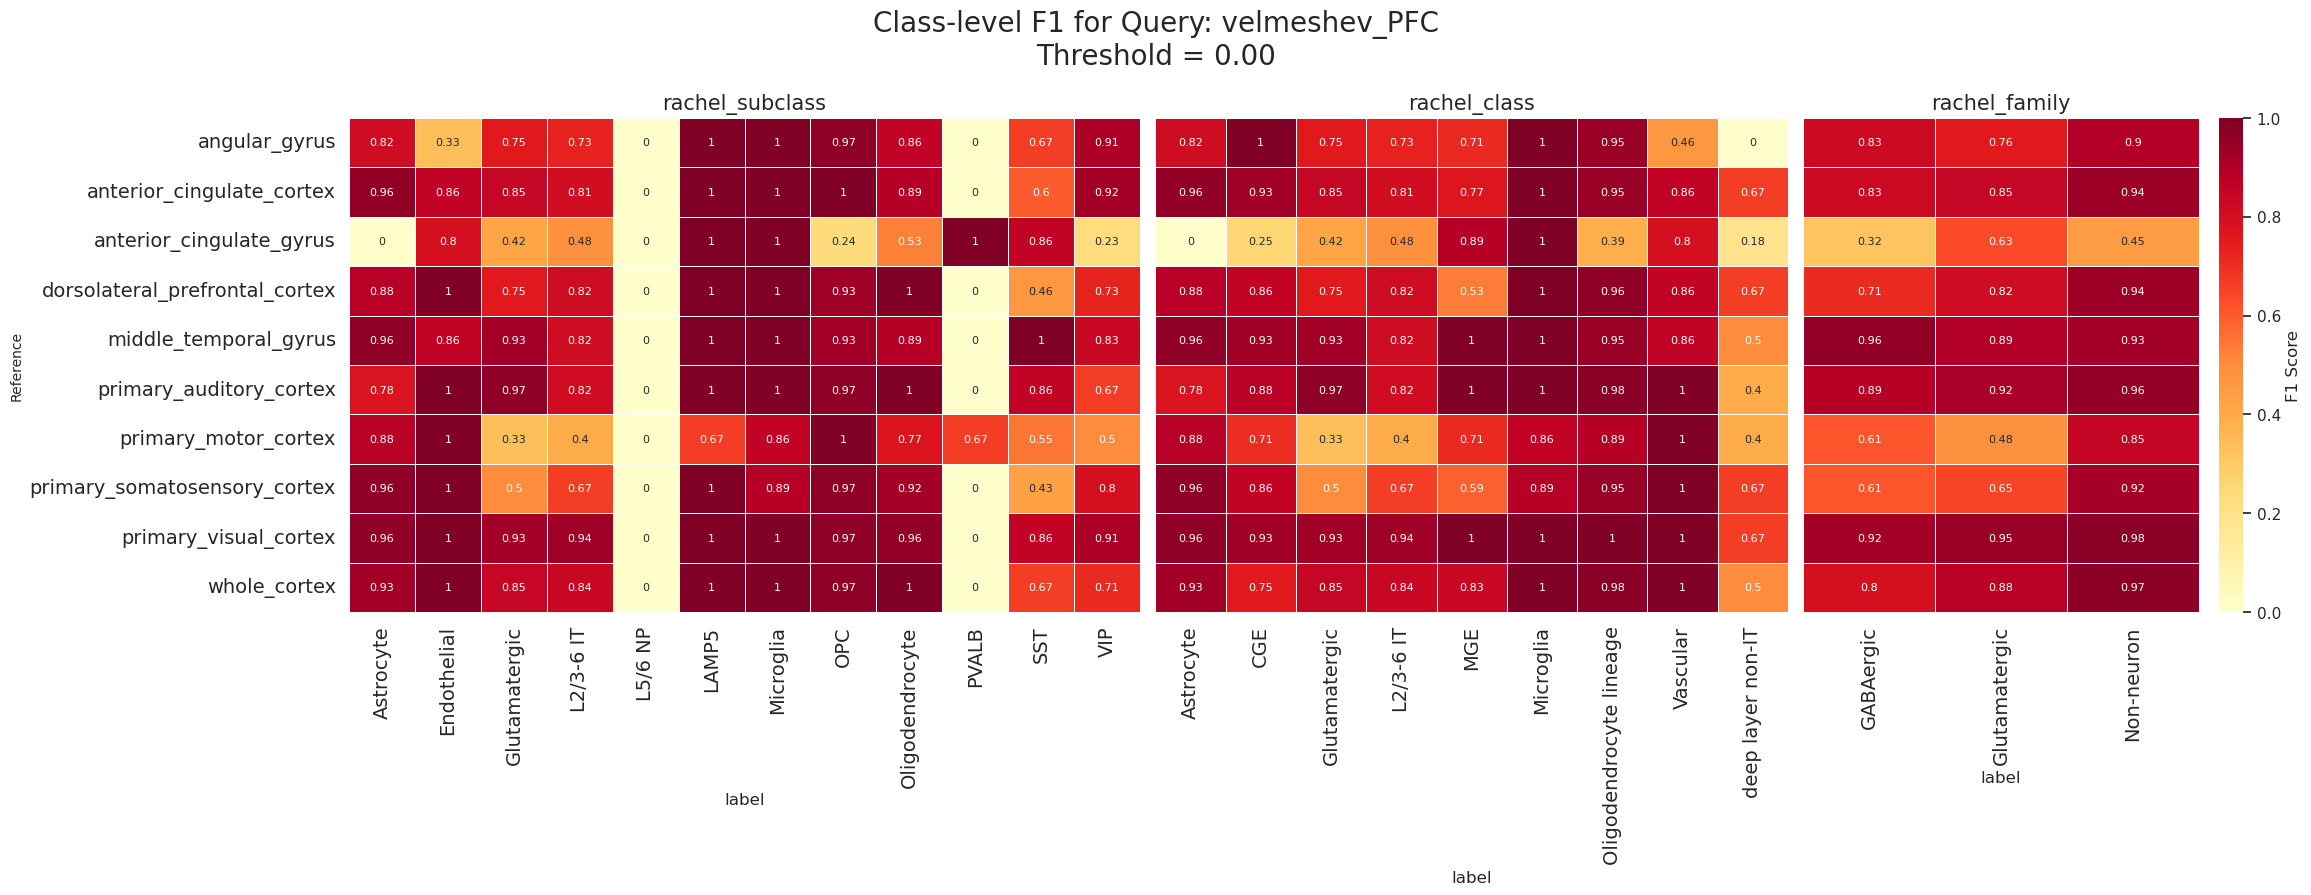 Class-level F1 for Query: velmeshev_PFC
Threshold = 0.00
rachel_subclass rachel_class rachel_family
angular_gyrus 0.82 0.33 0.75 0.73 0 1 1 0.97 0.86 0 0.67 0.91 0.82 1 0.75 0.73 0.71 1 0.95 0.46 0 0.83 0.76 0.9
anterior_cingulate_cortex 0.96 0.86 0.85 0.81 0 1 1 1 0.89 0 0.6 0.92 0.96 0.93 0.85 0.81 0.77 1 0.95 0.86 0.67 0.83 0.85 0.94
anterior_cingulate_gyrus 0 0.8 0.42 0.48 0 1 1 0.24 0.53 1 0.86 0.23 0 0.25 0.42 0.48 0.89 1 0.39 0.8 0.18 0.32 0.63 0.45
dorsolateral_prefrontal_cortex 0.88 1 0.75 0.82 0 1 1 0.93 1 0 0.46 0.73 0.88 0.86 0.75 0.82 0.53 1 0.96 0.86 0.67 0.71 0.82 0.94
middle_temporal_gyrus 0.96 0.86 0.93 0.82 0 1 1 0.93 0.89 0 1 0.83 0.96 0.93 0.93 0.82 1 1 0.95 0.86 0.5 0.96 0.89 0.93
primary_auditory_cortex 0.78 1 0.97 0.82 0 1 1 0.97 1 0 0.86 0.67 0.78 0.88 0.97 0.82 1 1 0.98 1 0.4 0.89 0.92 0.96
primary_motor_cortex 0.88 1 0.33 0.4 0 0.67 0.86 1 0.77 0.67 0.55 0.5 0.88 0.71 0.33 0.4 0.71 0.86 0.89 1 0.4 0.61 0.48 0.85
primary_somatosensory_cortex 0.96 1 0.5 0.67 0 1 0.89 0.97 0.92 0 0.43 0.8 0.96 0.86 0.5 0.67 0.59 0.89 0.95 1 0.67 0.61 0.65 0.92
primary_visual_cortex 0.96 1 0.93 0.94 0 1 1 0.97 0.96 0 0.86 0.91 0.96 0.93 0.93 0.94 1 1 1 1 0.67 0.92 0.95 0.98
whole_cortex 0.93 1 0.85 0.84 0 1 1 0.97 1 0 0.67 0.71 0.93 0.75 0.85 0.84 0.83 1 0.98 1 0.5 0.8 0.88 0.97
Reference
Astrocyte
Endothelial
Glutamatergic
L2/3-6 IT
L5/6 NP
LAMP5
Microglia
OPC
Oligodendrocyte
PVALB
SST
VIP
label
Astrocyte
CGE
Glutamatergic
L2/3-6 IT
MGE
Microglia
Oligodendrocyte lineage
Vascular
deep layer non-IT
label
GABAergic
Glutamatergic
Non-neuron
label
1.0
0.8
0.6
0.4
0.2
0.0
F1 Score